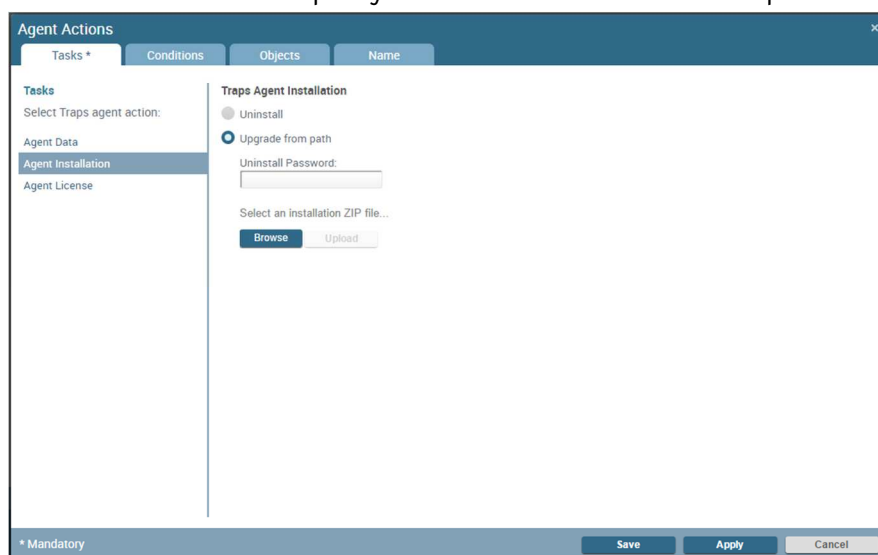 Agent Actions
×
Tasks * Conditions Objects Name
Tasks
Select Traps agent action:
Agent Data
Agent Installation
Agent License
Traps Agent Installation
Uninstall
Upgrade from path
Uninstall Password:
Select an installation ZIP file...
Browse Upload
* Mandatory
Save Apply Cancel